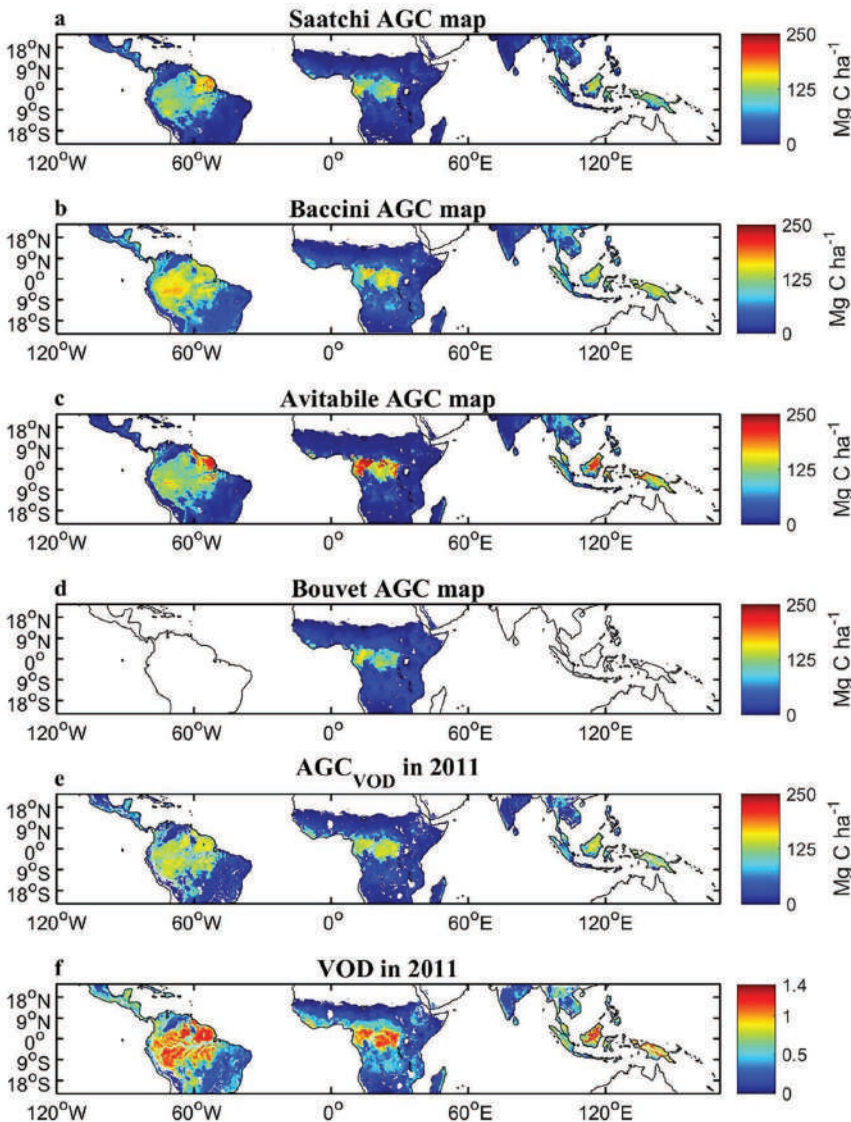 a
Saatchi AGC map
18°N
9°N
0°
9°S
18°S
120°W 60°W 0° 60°E 120°E
250
125
0
Mg C ha⁻¹
b
Baccini AGC map
18°N
9°N
0°
9°S
18°S
120°W 60°W 0° 60°E 120°E
250
125
0
Mg C ha⁻¹
c
Avitabile AGC map
18°N
9°N
0°
9°S
18°S
120°W 60°W 0° 60°E 120°E
250
125
0
Mg C ha⁻¹
d
Bouvet AGC map
18°N
9°N
0°
9°S
18°S
120°W 60°W 0° 60°E 120°E
250
125
0
Mg C ha⁻¹
e
AGC_VOD in 2011
18°N
9°N
0°
9°S
18°S
120°W 60°W 0° 60°E 120°E
250
125
0
Mg C ha⁻¹
f
VOD in 2011
18°N
9°N
0°
9°S
18°S
120°W 60°W 0° 60°E 120°E
1.4
1
0.5
0